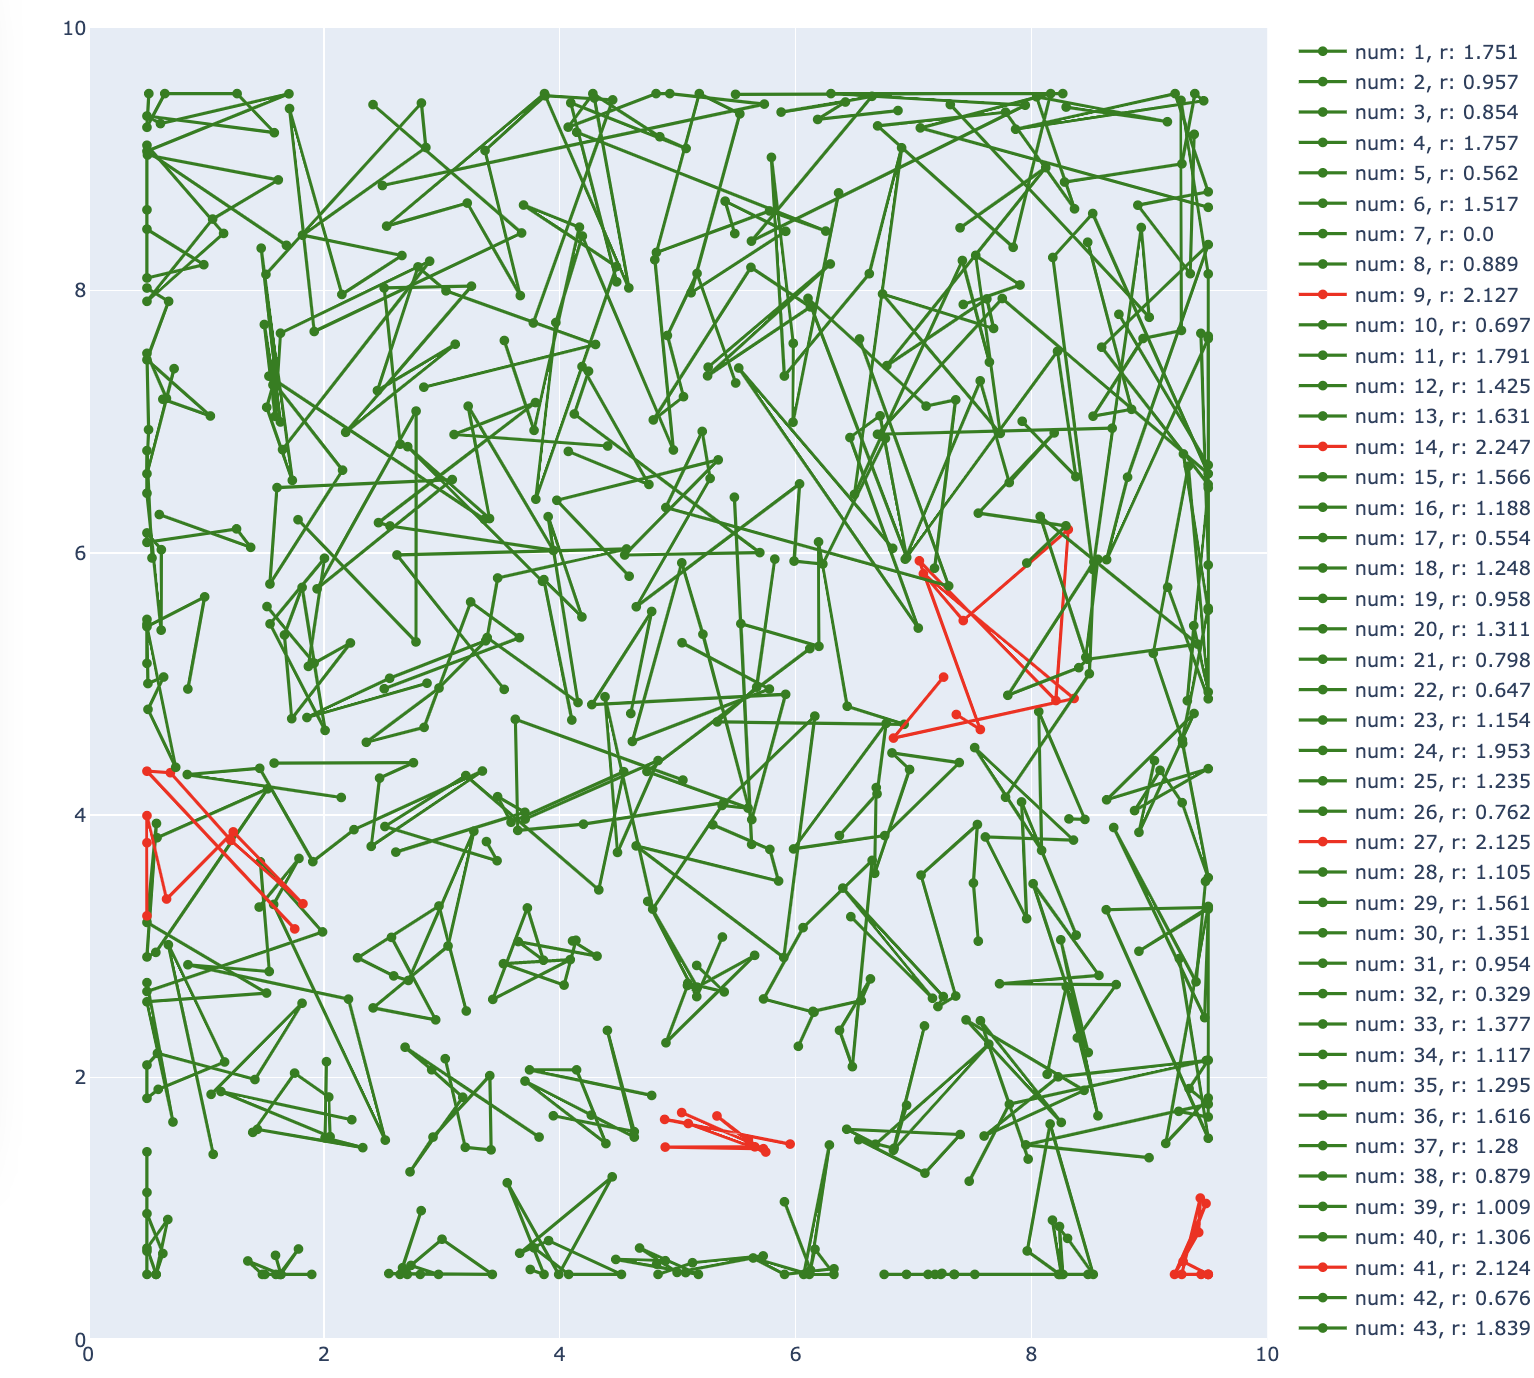 10
8
6
4
2
0
0 2 4 6 8 10
num: 1, r: 1.751
num: 2, r: 0.957
num: 3, r: 0.854
num: 4, r: 1.757
num: 5, r: 0.562
num: 6, r: 1.517
num: 7, r: 0.0
num: 8, r: 0.889
num: 9, r: 2.127
num: 10, r: 0.697
num: 11, r: 1.791
num: 12, r: 1.425
num: 13, r: 1.631
num: 14, r: 2.247
num: 15, r: 1.566
num: 16, r: 1.188
num: 17, r: 0.554
num: 18, r: 1.248
num: 19, r: 0.958
num: 20, r: 1.311
num: 21, r: 0.798
num: 22, r: 0.647
num: 23, r: 1.154
num: 24, r: 1.953
num: 25, r: 1.235
num: 26, r: 0.762
num: 27, r: 2.125
num: 28, r: 1.105
num: 29, r: 1.561
num: 30, r: 1.351
num: 31, r: 0.954
num: 32, r: 0.329
num: 33, r: 1.377
num: 34, r: 1.117
num: 35, r: 1.295
num: 36, r: 1.616
num: 37, r: 1.28
num: 38, r: 0.879
num: 39, r: 1.009
num: 40, r: 1.306
num: 41, r: 2.124
num: 42, r: 0.676
num: 43, r: 1.839